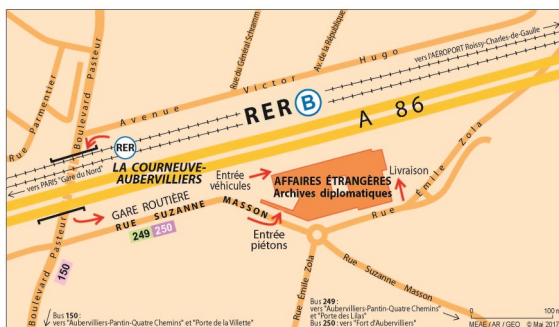 Rue du Général Schramm
Av. de la République
vers l'AÉROPORT Roissy-Charles-de-Gaulle
Avenue Victor Hugo
Rue Parmentier
Boulevard Pasteur
RER B
A 86
RER
LA COURNEUVE-
AUBERVILLIERS
vers PARIS "Gare du Nord"
Entrée
véhicules
AFFAIRES ÉTRANGÈRES
Archives diplomatiques
Livraison
Rue Émile Zola
GARE ROUTIÈRE
RUE SUZANNE MASSON
249 250
Entrée
piétons
150
Boulevard Pasteur
Rue Émile Zola
Rue Suzanne Masson
Bus 150 :
vers "Aubervilliers-Pantin-Quatre Chemins" et "Porte de la Villette"
Bus 249 :
vers "Aubervilliers-Pantin-Quatre Chemins"
et "Porte des Lilas"
Bus 250 : vers "Fort d'Aubervilliers"
0
MEAE / AR / GEO